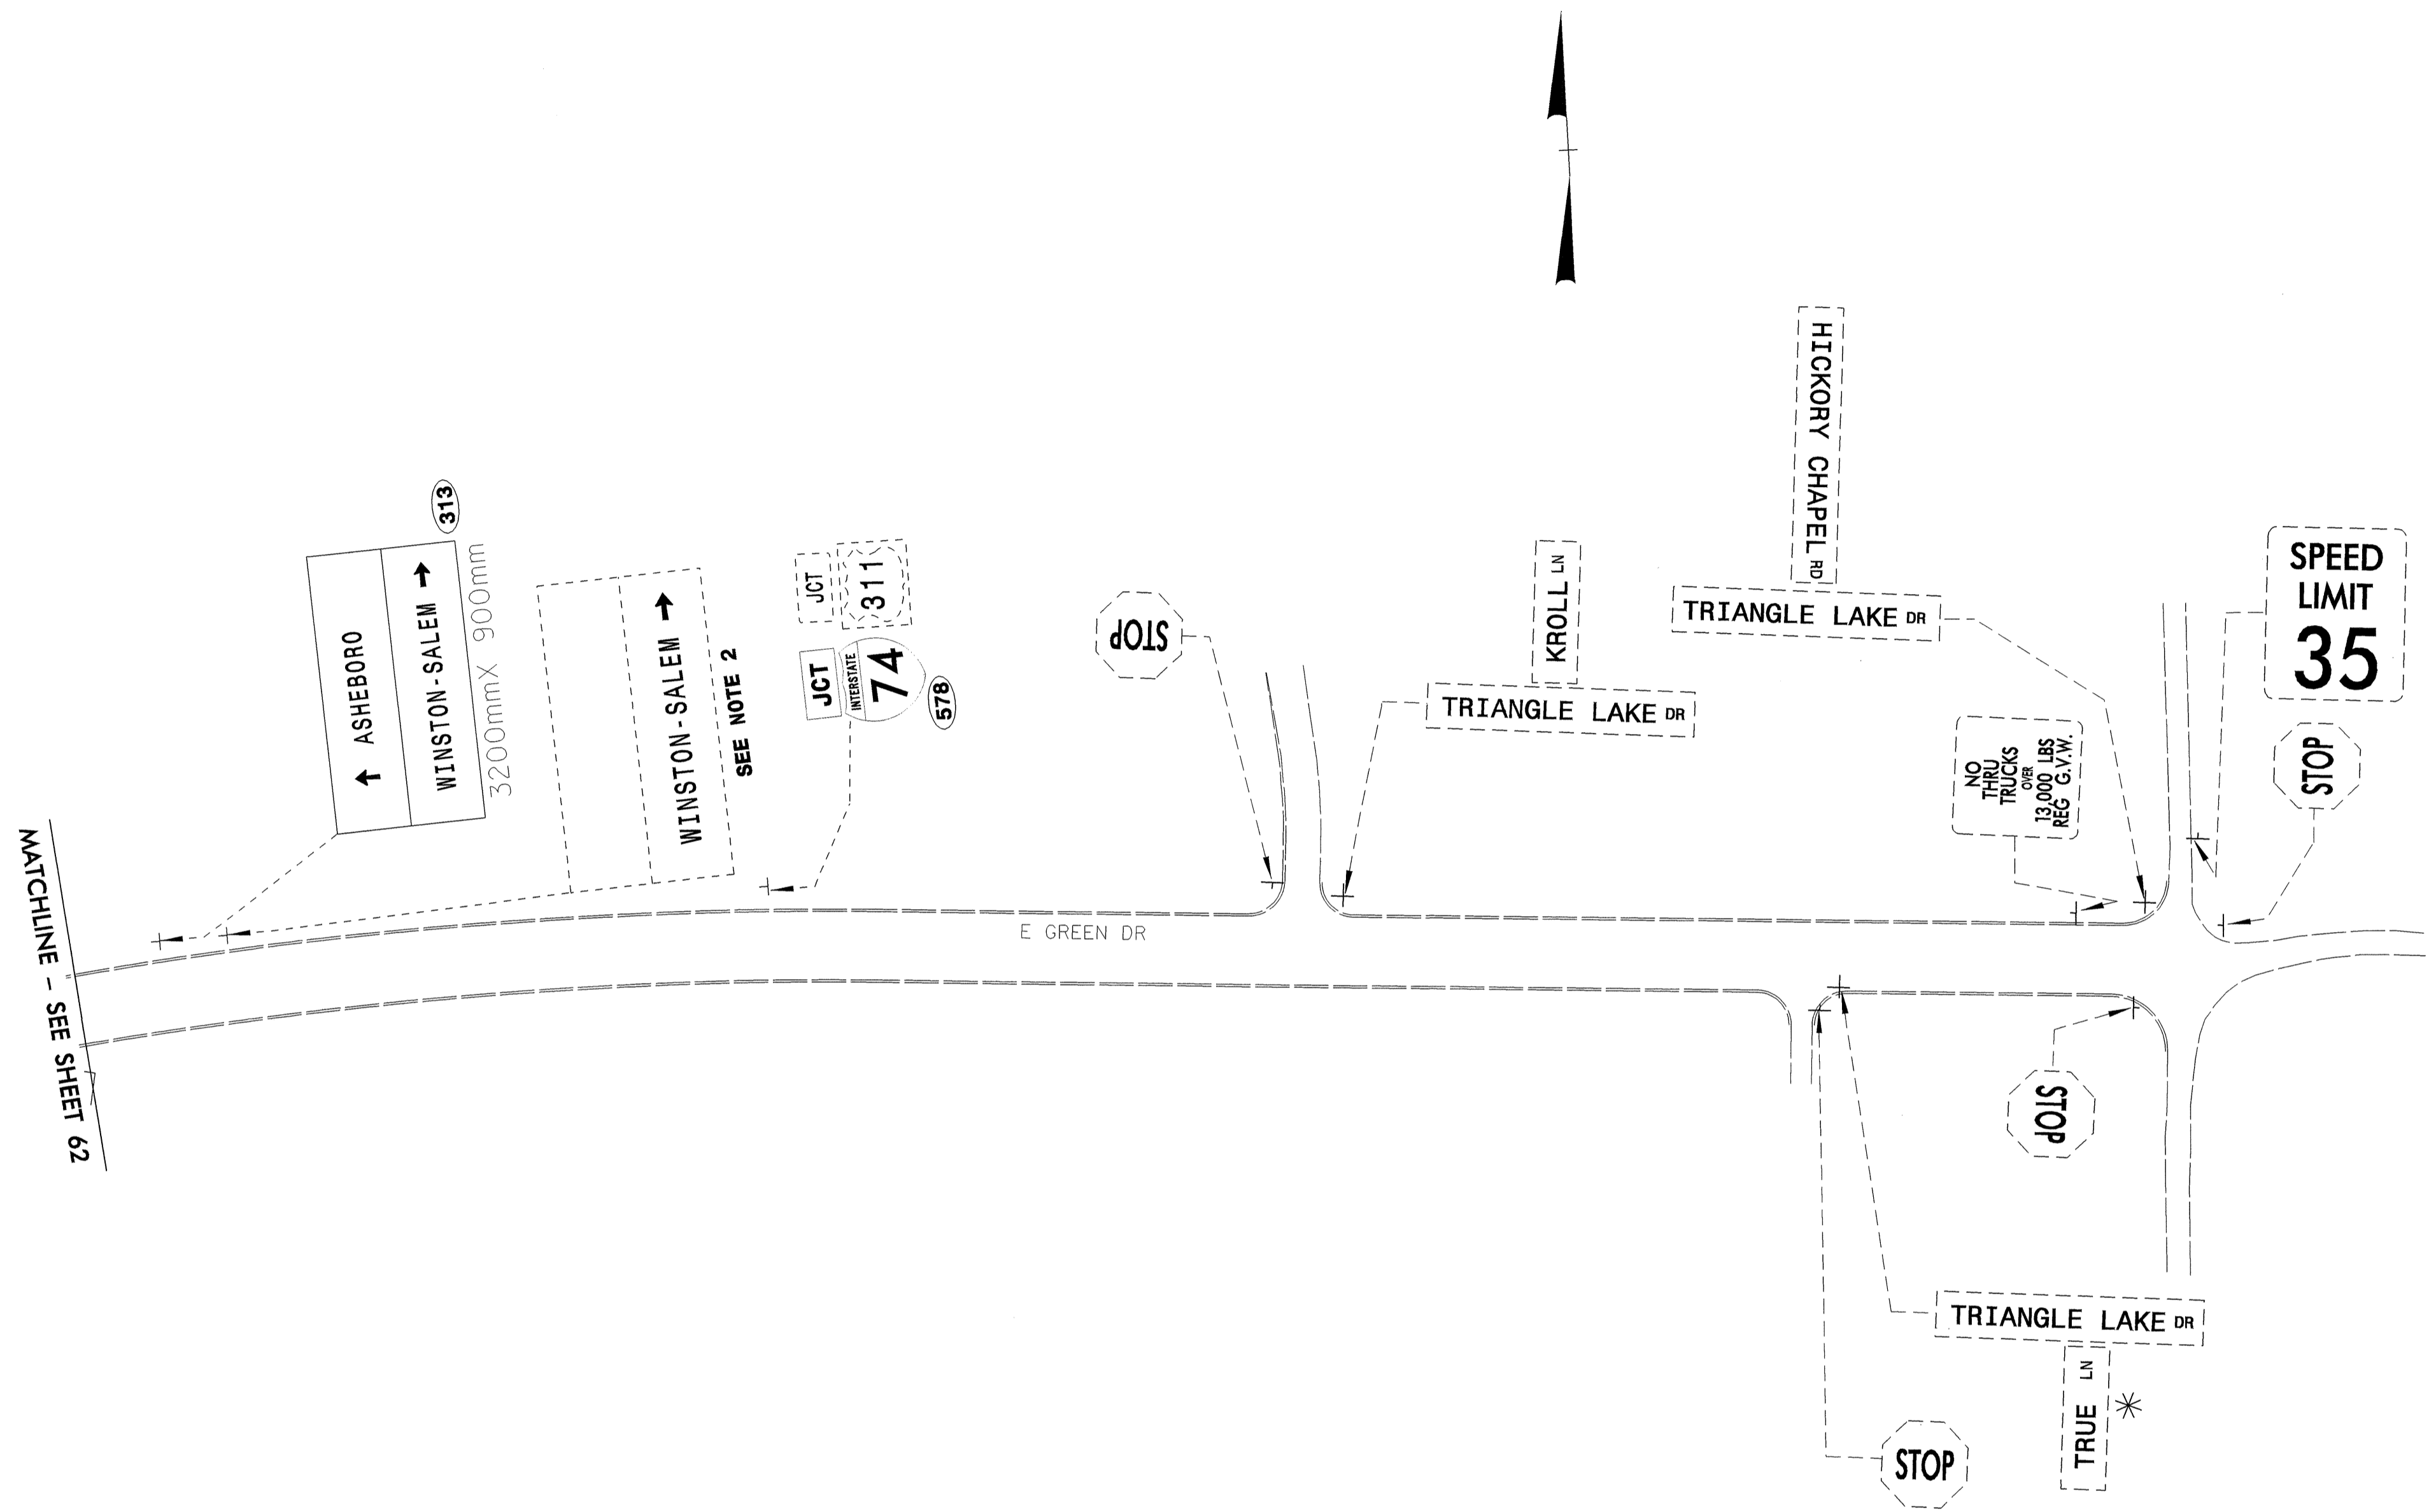 313
↑ ASHEBORO
WINSTON-SALEM →
3200mmX 900mm
WINSTON-SALEM →
SEE NOTE 2
JCT
311
JCT
INTERSTATE
74
578
STOP
KROLL LN
TRIANGLE LAKE DR
HICKORY CHAPEL RD
TRIANGLE LAKE DR
SPEED
LIMIT
35
NO
THRU
TRUCKS
OVER
13,000 LBS
REG G.V.W.
STOP
MATCHLINE - SEE SHEET 62
E GREEN DR
STOP
TRIANGLE LAKE DR
TRUE LN
*
STOP